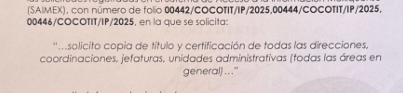 (SAIMEX), con número de folio 00442/COCOTIT/IP/2025,00444/COCOTIT/IP/2025,
00446/COCOTIT/IP/2025, en la que se solicita:
"...solicito copia de título y certificación de todas las direcciones,
coordinaciones, jefaturas, unidades administrativas (todas las áreas en
general)..."